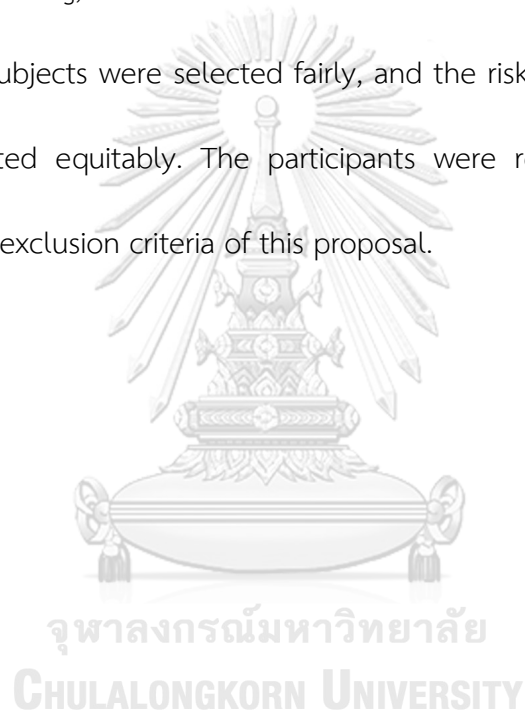 ubjects were selected fairly, and the risk
ted equitably. The participants were re
exclusion criteria of this proposal.
จุฬาลงกรณ์มหาวิทยาลัย
CHULALONGKORN UNIVERSITY